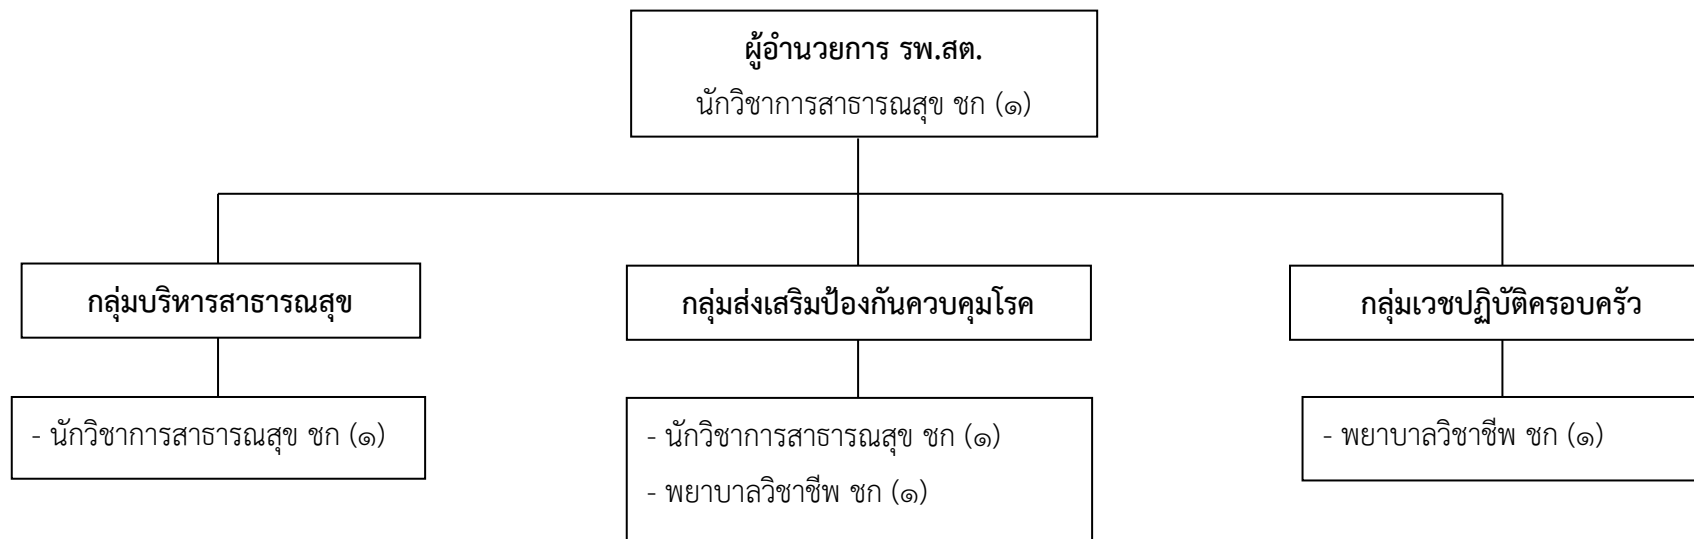 ผู้อำนวยการ รพ.สต.
นักวิชาการสาธารณสุข ชก (๑)
กลุ่มบริหารสาธารณสุข
กลุ่มส่งเสริมป้องกันควบคุมโรค
กลุ่มเวชปฏิบัติครอบครัว
- นักวิชาการสาธารณสุข ชก (๑)
- นักวิชาการสาธารณสุข ชก (๑)
- พยาบาลวิชาชีพ ชก (๑)
- พยาบาลวิชาชีพ ชก (๑)